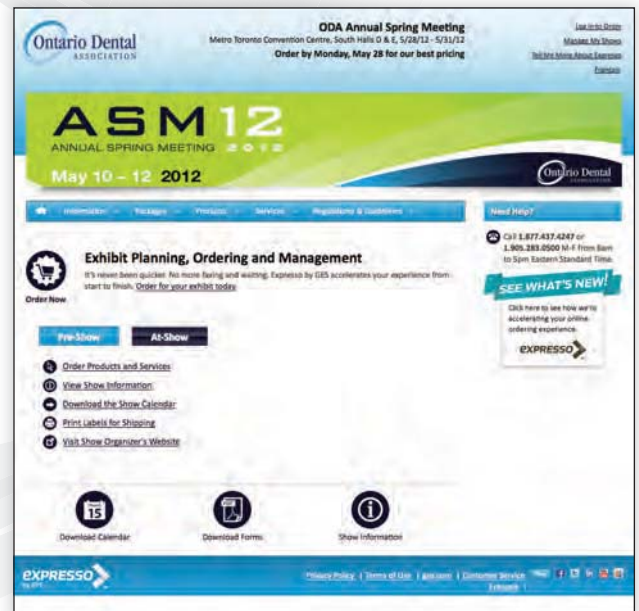 Ontario Dental
ASSOCIATION
ODA Annual Spring Meeting
Metro Toronto Convention Centre, South Halls D & E, 5/28/12 - 5/31/12
Order by Monday, May 28 for our best pricing
Log In to Order
Manage My Shows
Tell Me More About Expresso
Français
ASM 12
ANNUAL SPRING MEETING 2012
May 10 – 12 2012
Ontario Dental
ASSOCIATION
Information
Packages
Products
Services
Regulations & Guidelines
Need Help?
Call 1.877.437.4247 or
1.905.283.0500 M-F from 8am
to 5pm Eastern Standard Time.
SEE WHAT'S NEW!
Click here to see how we're
accelerating your online
ordering experience.
expresso
Order Now
Exhibit Planning, Ordering and Management
It's never been quicker. No more faxing and waiting. Expresso by GES accelerates your experience from
start to finish. Order for your exhibit today
Pre-Show
At-Show
Order Products and Services
View Show Information
Download the Show Calendar
Print Labels for Shipping
Visit Show Organizer's Website
15
Download Calendar
Download Forms
Show Information
expresso
by GES
Privacy Policy | Terms of Use | ges.com | Customer Service
Français |